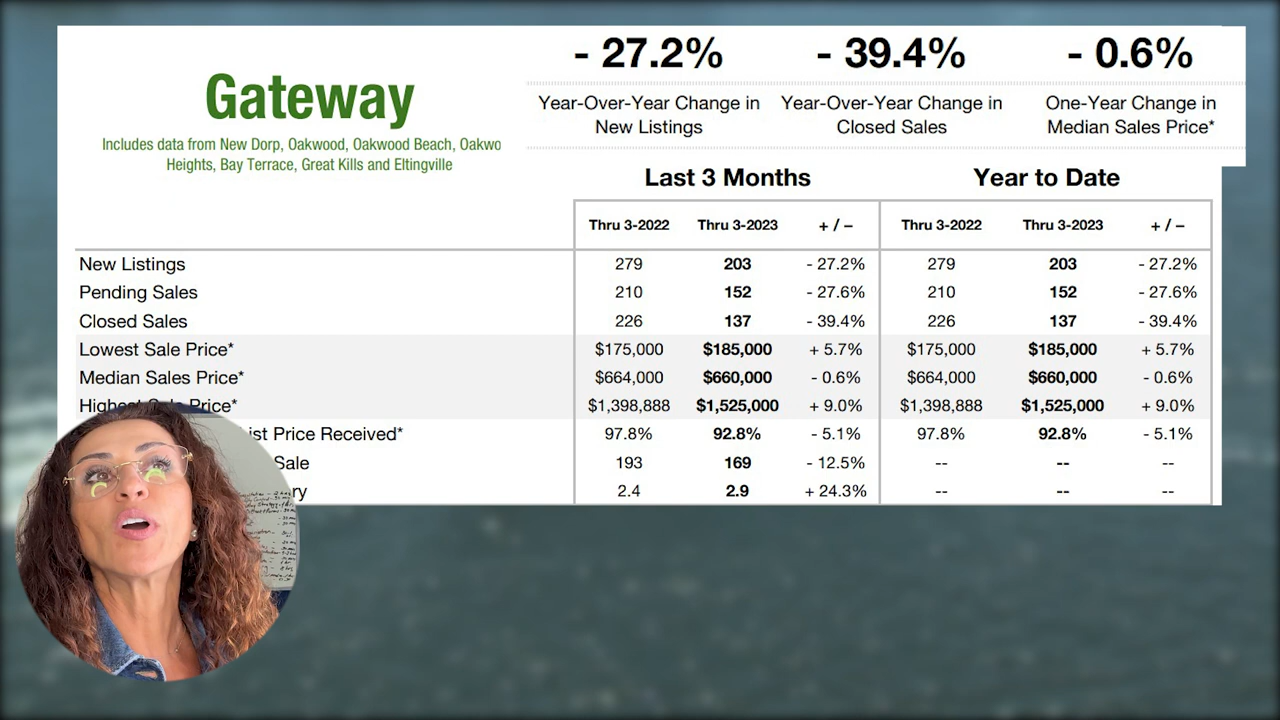 Gateway
Includes data from New Dorp, Oakwood, Oakwood Beach, Oakwo
Heights, Bay Terrace, Great Kills and Eltingville
- 27.2% - 39.4% - 0.6%
Year-Over-Year Change in Year-Over-Year Change in One-Year Change in
New Listings Closed Sales Median Sales Price*
Last 3 Months Year to Date
Thru 3-2022 Thru 3-2023 + / – Thru 3-2022 Thru 3-2023 + / –
New Listings 279 203 - 27.2% 279 203 - 27.2%
Pending Sales 210 152 - 27.6% 210 152 - 27.6%
Closed Sales 226 137 - 39.4% 226 137 - 39.4%
Lowest Sale Price* $175,000 $185,000 + 5.7% $175,000 $185,000 + 5.7%
Median Sales Price* $664,000 $660,000 - 0.6% $664,000 $660,000 - 0.6%
Highest Sale Price* $1,398,888 $1,525,000 + 9.0% $1,398,888 $1,525,000 + 9.0%
ist Price Received* 97.8% 92.8% - 5.1% 97.8% 92.8% - 5.1%
Sale 193 169 - 12.5% -- -- --
ry 2.4 2.9 + 24.3% -- -- --